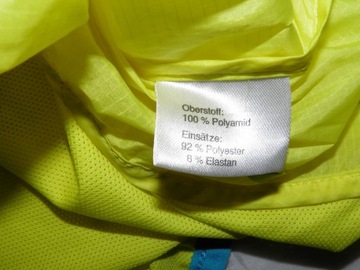 Oberstoff:
100 % Polyamid
Einsätze:
92 % Polyester
8 % Elastan